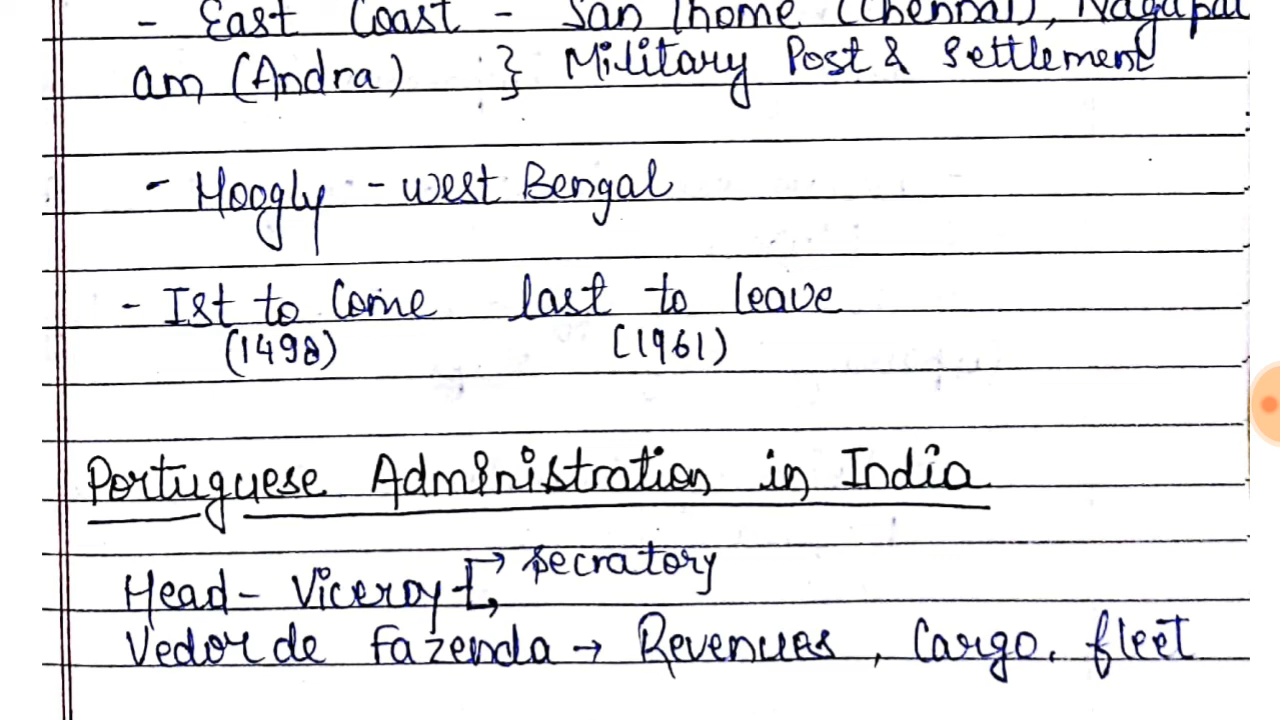 - East Coast - San Thome (Chennai), Nagapat
am (Andra) } Military Post & Settlement
- Hoogly - West Bengal
- Ist to Come last to leave
(1498) (1961)
Portuguese Administration in India
Head - Viceroy → Secratory
Vedor de Fazenda → Revenues, Cargo, fleet